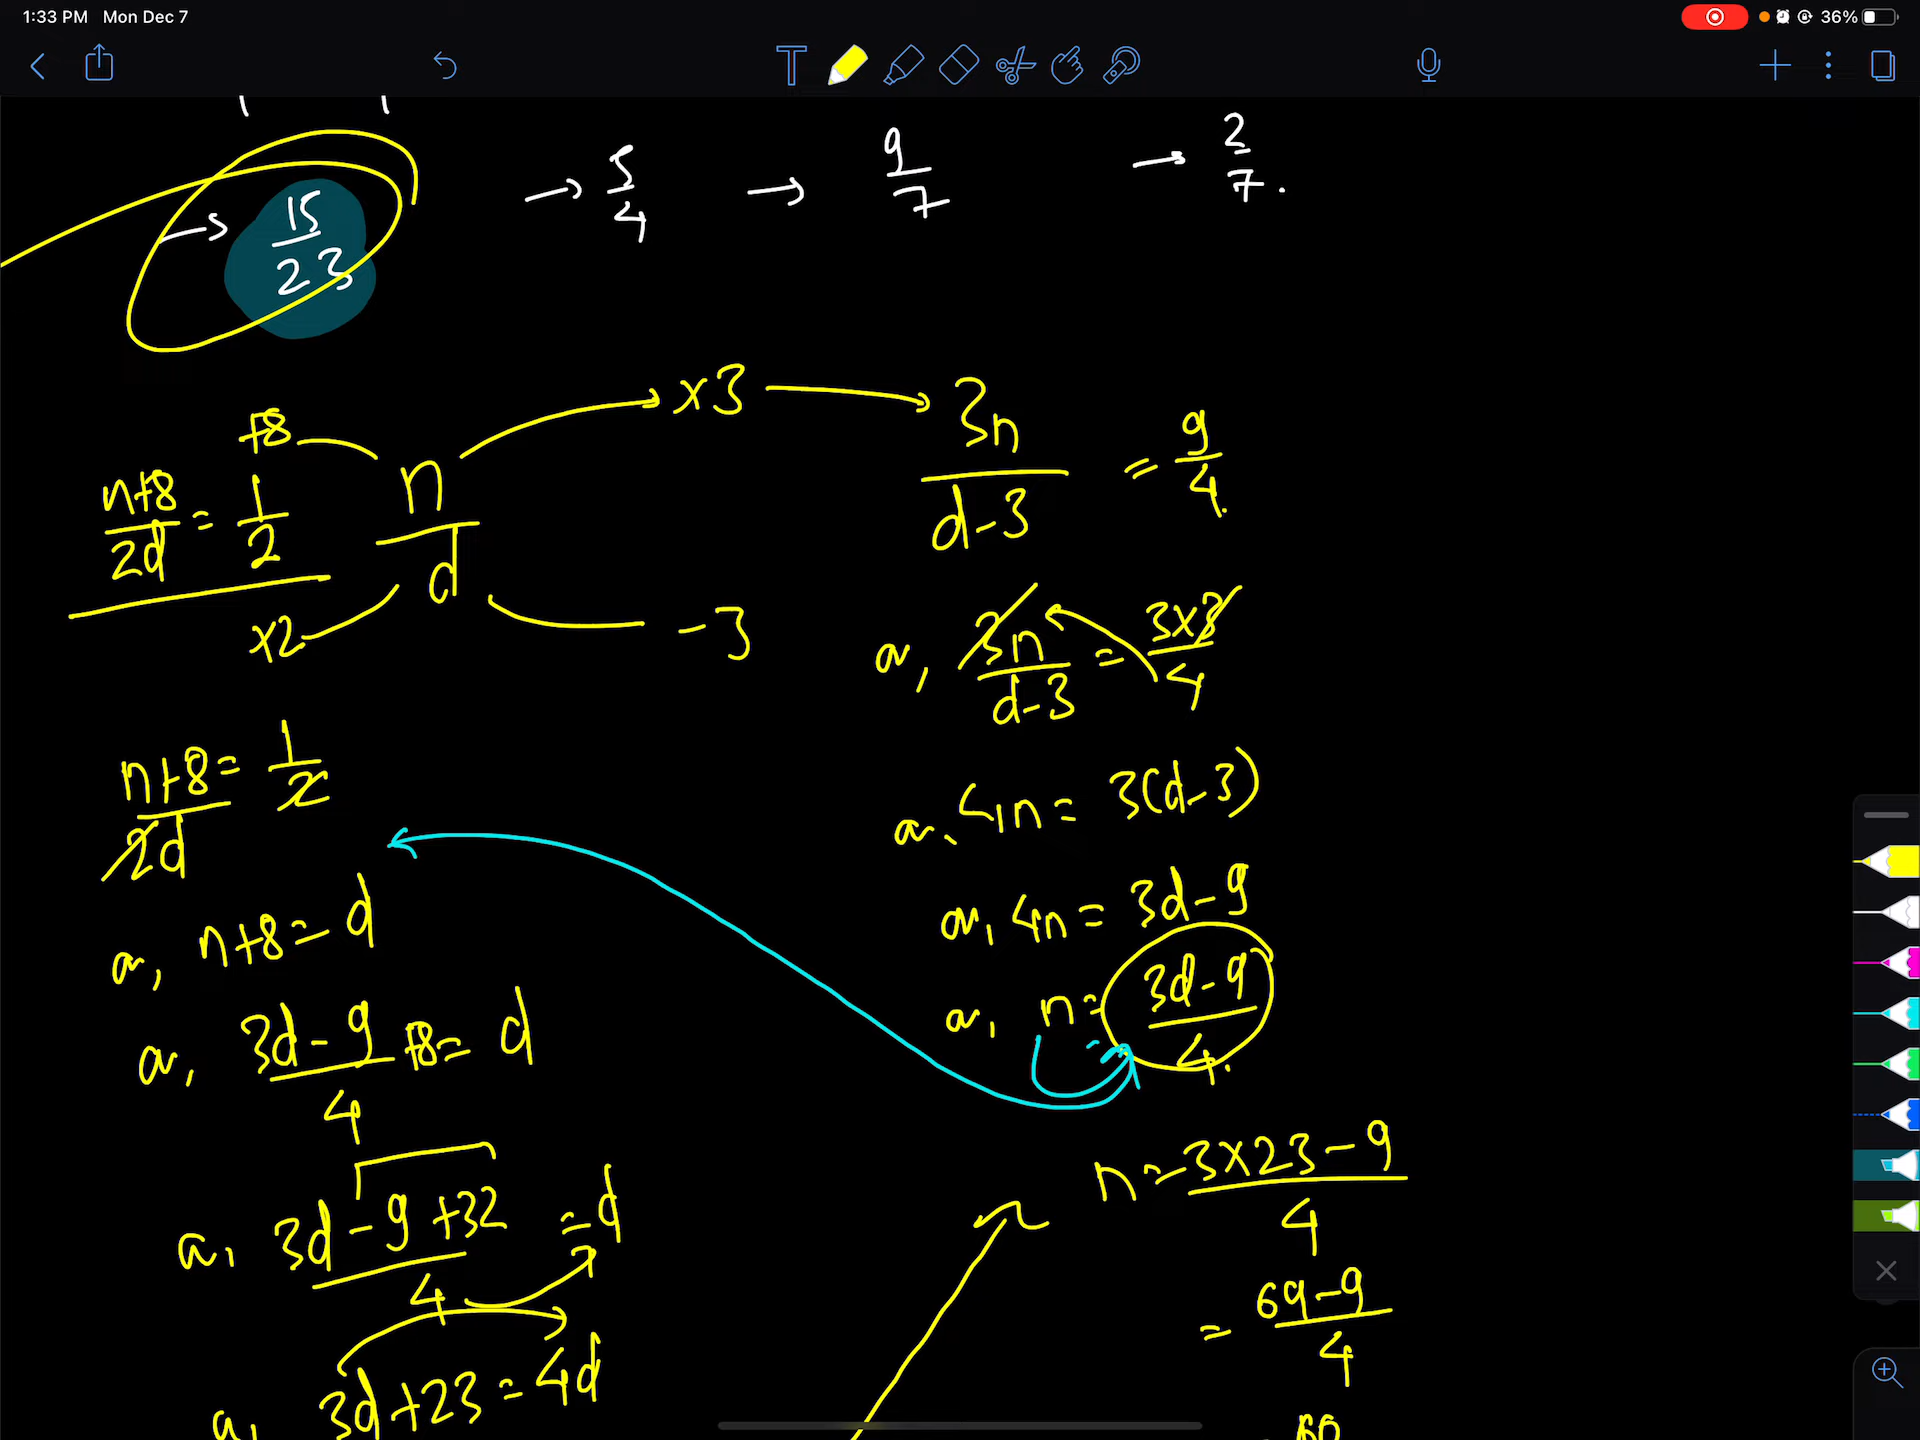 1:33 PM Mon Dec 7
36%
T
→ 15/23 → 5/4 → 9/7 → 2/7.
+8 ×3 3n/(d-3) = 9/4.
(n+8)/2d = 1/2 n/d
×2 -3
3n/(d-3) = 3×3/4
(n+8)/2d = 1/2
4n = 3(d-3)
n+8 = d
4n = 3d-9
n = (3d-9)/4.
(3d-9)/4 +8 = d
n = (3×23-9)/4
(3d-9+32)/4 = d
= (69-9)/4
3d+23 = 4d
60